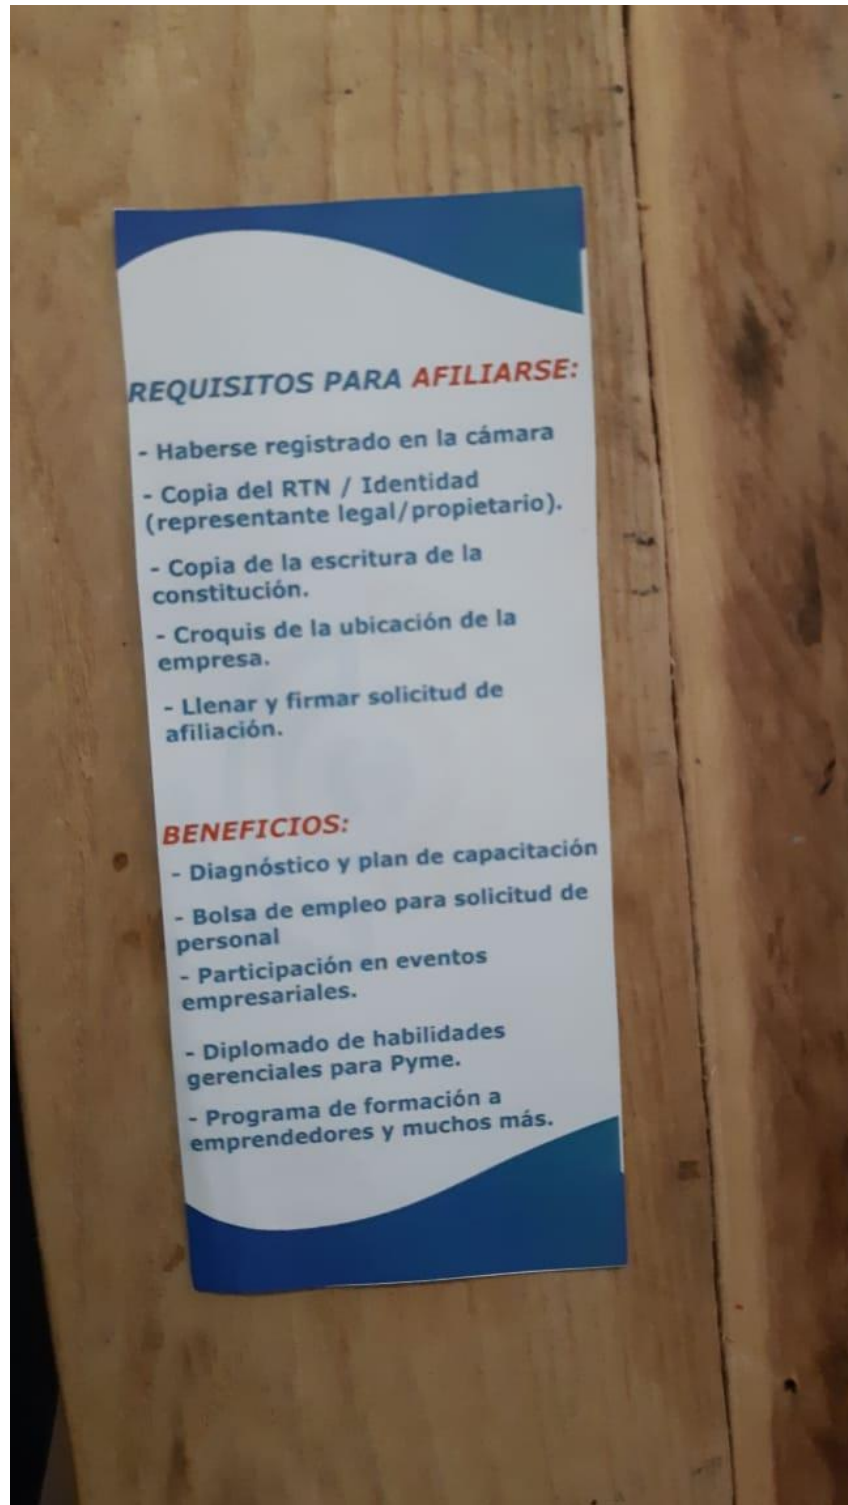 REQUISITOS PARA AFILIARSE:
- Haberse registrado en la cámara
- Copia del RTN / Identidad
(representante legal/propietario).
- Copia de la escritura de la
constitución.
- Croquis de la ubicación de la
empresa.
- Llenar y firmar solicitud de
afiliación.
BENEFICIOS:
- Diagnóstico y plan de capacitación
- Bolsa de empleo para solicitud de
personal
- Participación en eventos
empresariales.
- Diplomado de habilidades
gerenciales para Pyme.
- Programa de formación a
emprendedores y muchos más.